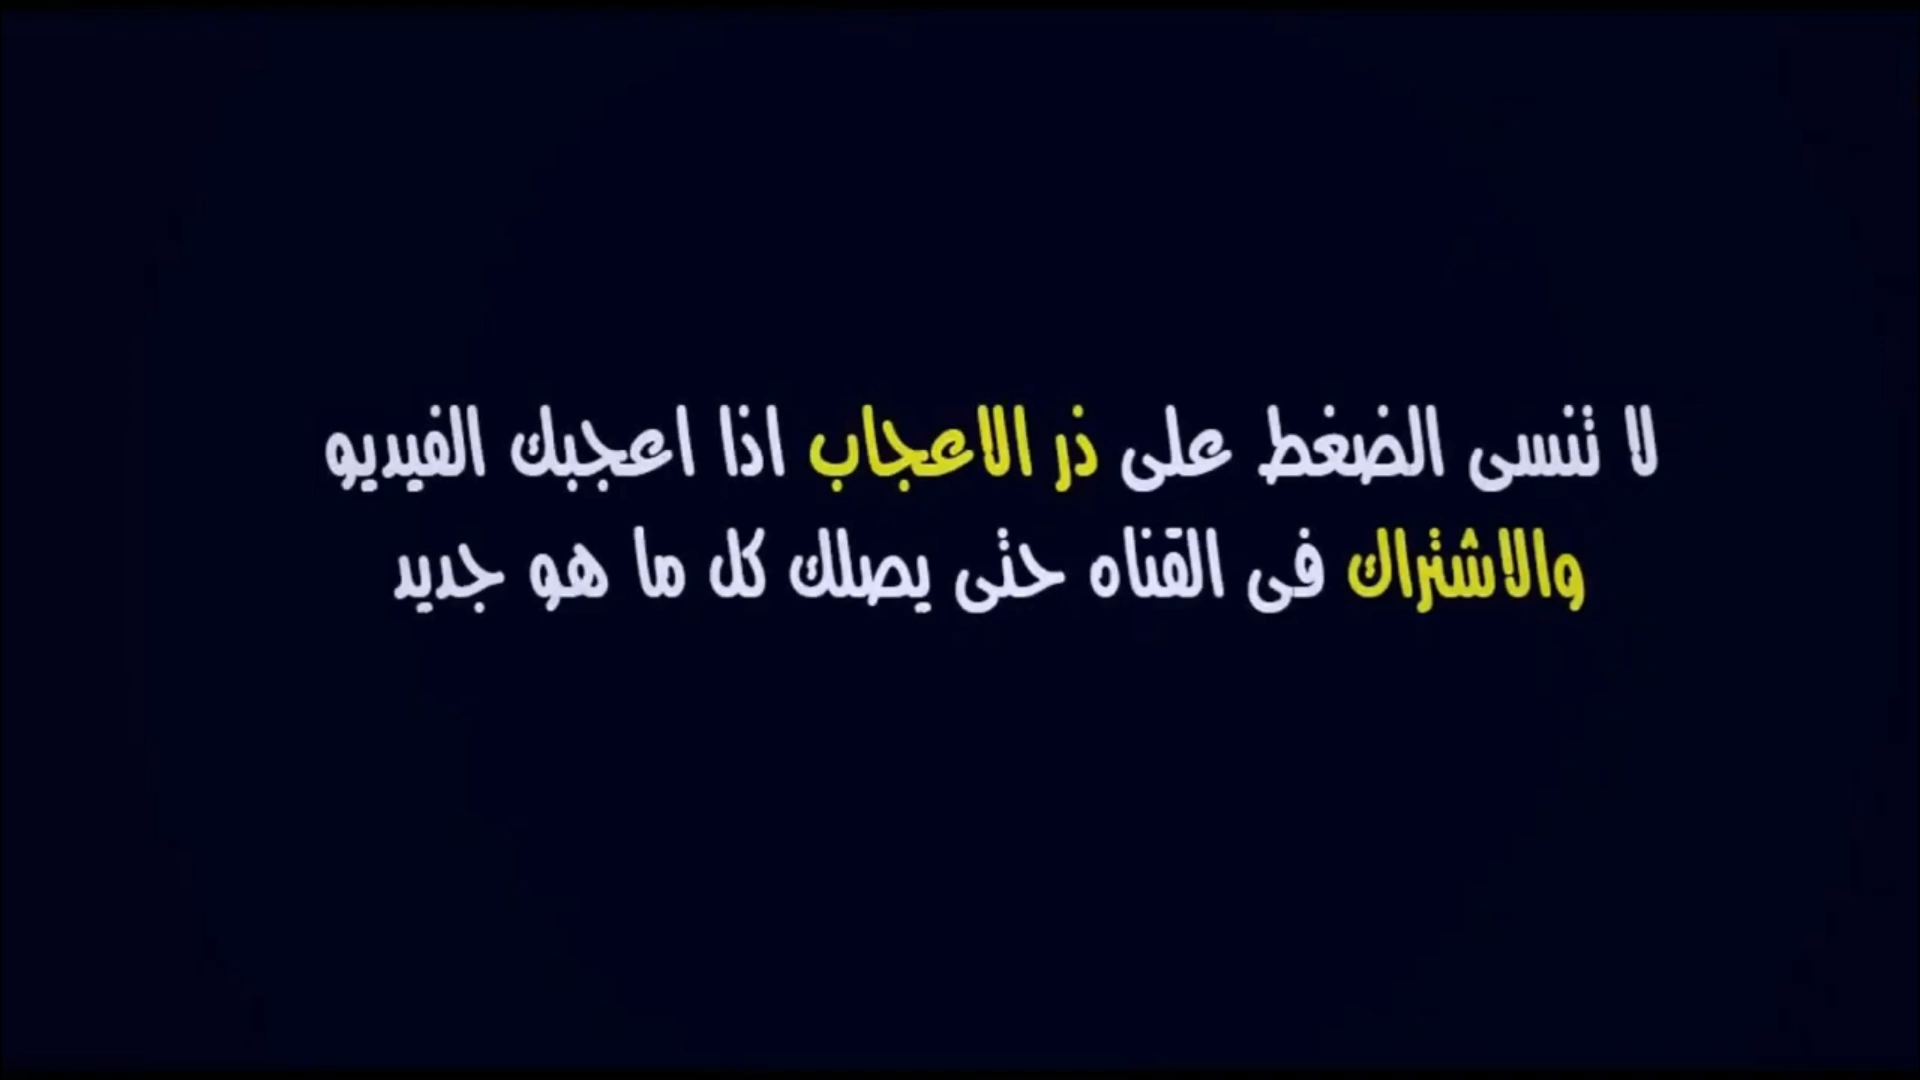 لا تنسى الضغط على ذر الاعجاب اذا اعجبك الفيديو
والاشتراك فى القناه حتى يصلك كل ما هو جديد